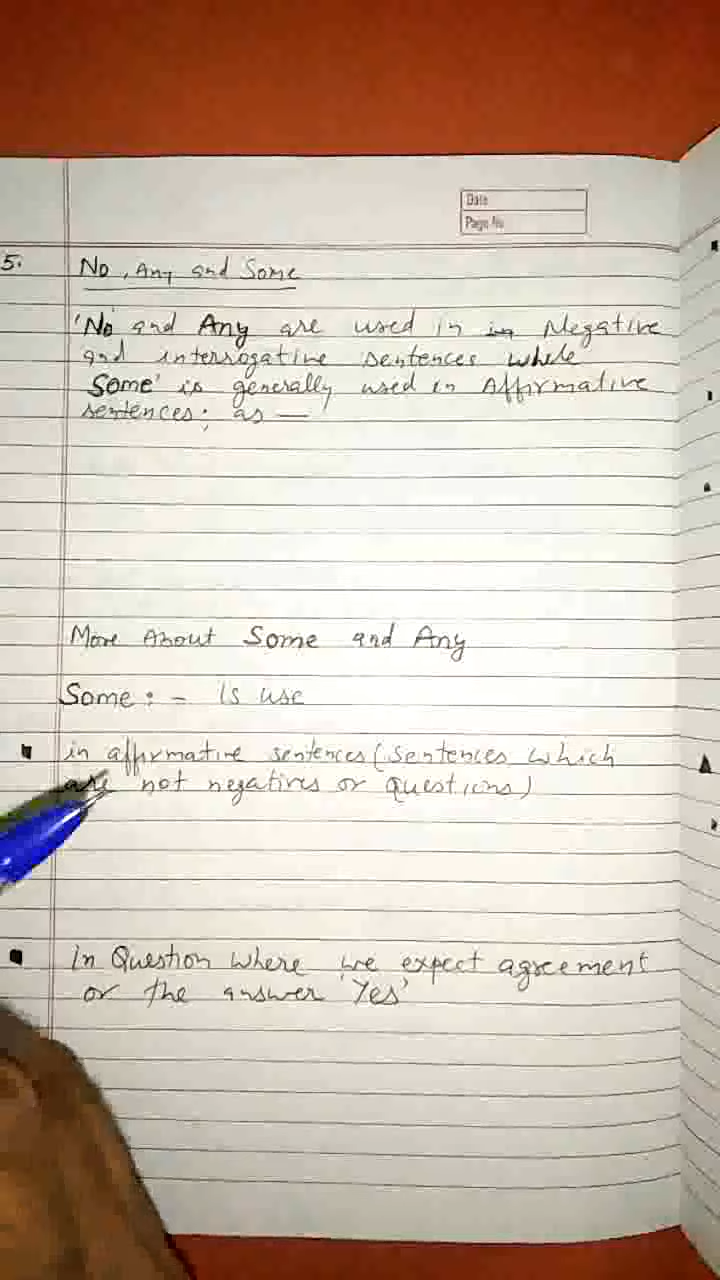 Date
Page No
5. No, Any and Some
'No and Any are used in in Negative
and interrogative sentences while
Some' is generally used in Affirmative
sentences; as —
More About Some and Any
Some : - is use
in affirmative sentences (sentences which
are not negatives or questions)
In Question where we expect agreement
or the answer 'Yes'